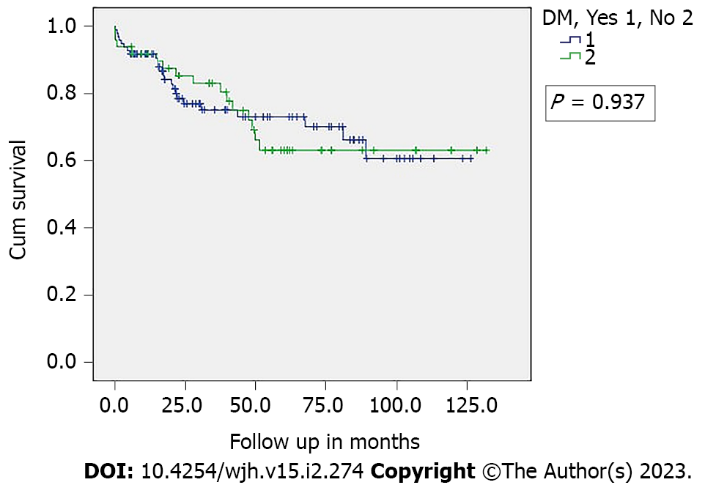 DM, Yes 1, No 2
1
2
P = 0.937
Cum survival
1.0
0.8
0.6
0.4
0.2
0.0
0.0 25.0 50.0 75.0 100.0 125.0
Follow up in months
DOI: 10.4254/wjh.v15.i2.274 Copyright ©The Author(s) 2023.